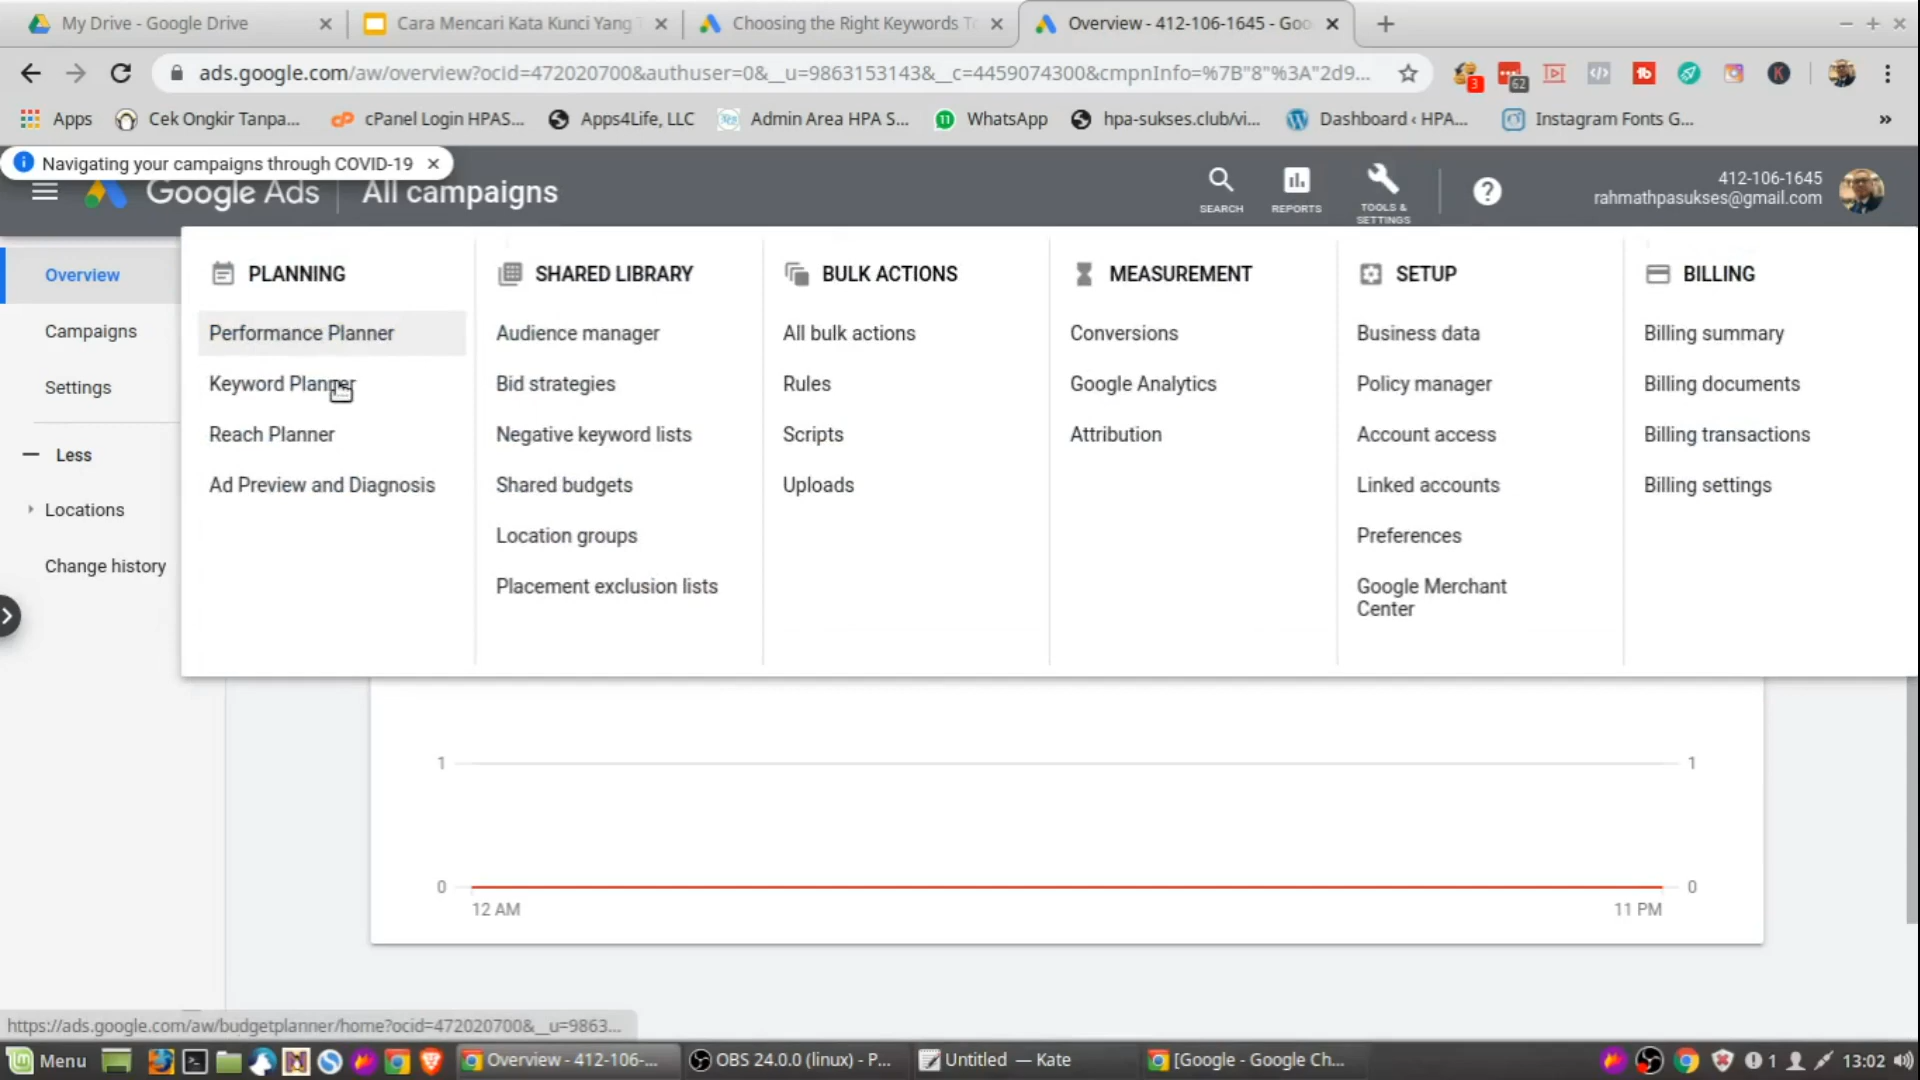 My Drive - Google Drive
Cara Mencari Kata Kunci Yang T
Choosing the Right Keywords To
Overview - 412-106-1645 - Goo
ads.google.com/aw/overview?ocid=472020700&authuser=0&__u=9863153143&__c=4459074300&cmpnInfo=%7B"8"%3A"2d9...
3
62
Apps
Cek Ongkir Tanpa...
cPanel Login HPAS...
Apps4Life, LLC
Admin Area HPA S...
11
WhatsApp
hpa-sukses.club/vi...
Dashboard ‹ HPA...
Instagram Fonts G...
»
Navigating your campaigns through COVID-19
Google Ads
All campaigns
SEARCH
REPORTS
TOOLS &
SETTINGS
412-106-1645
rahmathpasukses@gmail.com
Overview
Campaigns
Settings
Less
Locations
Change history
PLANNING
Performance Planner
Keyword Planner
Reach Planner
Ad Preview and Diagnosis
SHARED LIBRARY
Audience manager
Bid strategies
Negative keyword lists
Shared budgets
Location groups
Placement exclusion lists
BULK ACTIONS
All bulk actions
Rules
Scripts
Uploads
MEASUREMENT
Conversions
Google Analytics
Attribution
SETUP
Business data
Policy manager
Account access
Linked accounts
Preferences
Google Merchant
Center
BILLING
Billing summary
Billing documents
Billing transactions
Billing settings
1
1
0
0
12 AM
11 PM
https://ads.google.com/aw/budgetplanner/home?ocid=472020700&__u=9863...
Menu
Overview - 412-106-...
OBS 24.0.0 (linux) - P...
Untitled — Kate
[Google - Google Ch...
1
13:02